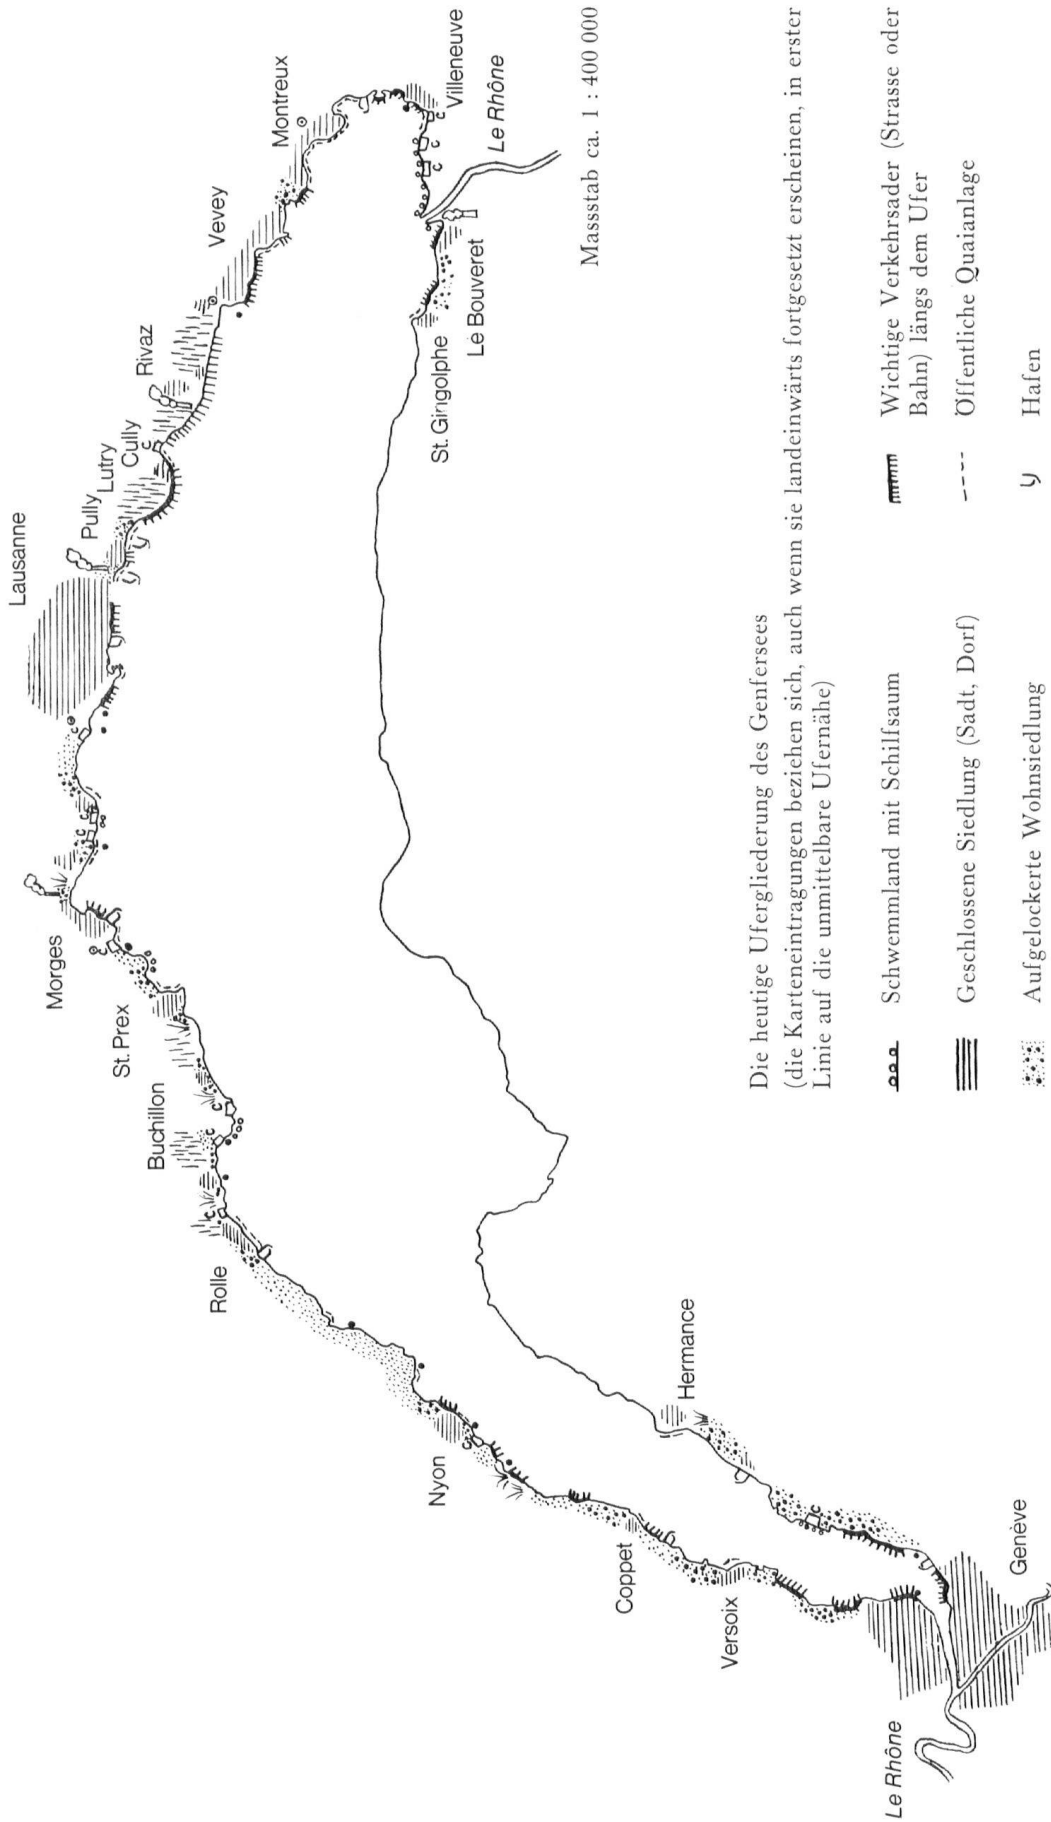 Lausanne
Pully
Lutry
Cully
Rivaz
Vevey
Montreux
Villeneuve
Le Rhône
Le Bouveret
St. Gingolphe
Morges
St. Prex
Buchillon
Rolle
Nyon
Coppet
Versoix
Hermance
Genève
Le Rhône
C
C
C
C
C
C
C
C
C
C
C
C
C
Massstab ca. 1 : 400 000
Die heutige Ufergliederung des Genfersees
(die Karteneintragungen beziehen sich, auch wenn sie landeinwärts fortgesetzt erscheinen, in erster
Linie auf die unmittelbare Ufernähe)
Schwemmland mit Schilfsaum
Geschlossene Siedlung (Sadt, Dorf)
Aufgelockerte Wohnsiedlung
Wichtige Verkehrsader (Strasse oder
Bahn) längs dem Ufer
Öffentliche Quaianlage
Hafen